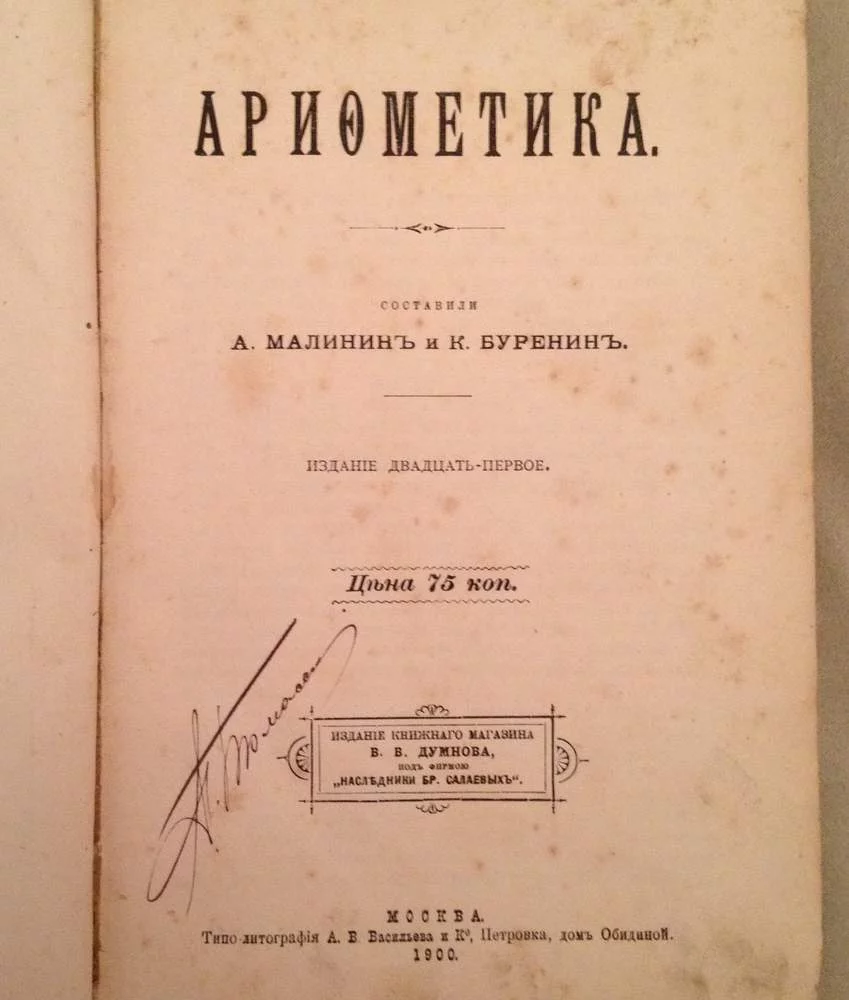 АРИѲМЕТИКА.
СОСТАВИЛИ
А. МАЛИНИНЪ и К. БУРЕНИНЪ.
ИЗДАНІЕ ДВАДЦАТЬ-ПЕРВОЕ.
Цѣна 75 коп.
ИЗДАНІЕ КНИЖНАГО МАГАЗИНА
В. В. ДУМНОВА,
ПОДЪ ФИРМОЮ
„НАСЛѢДНИКИ БР. САЛАЕВЫХЪ“.
МОСКВА.
Типо-литографія А. В. Васильева и Кº, Петровка, домъ Обидиной.
1900.